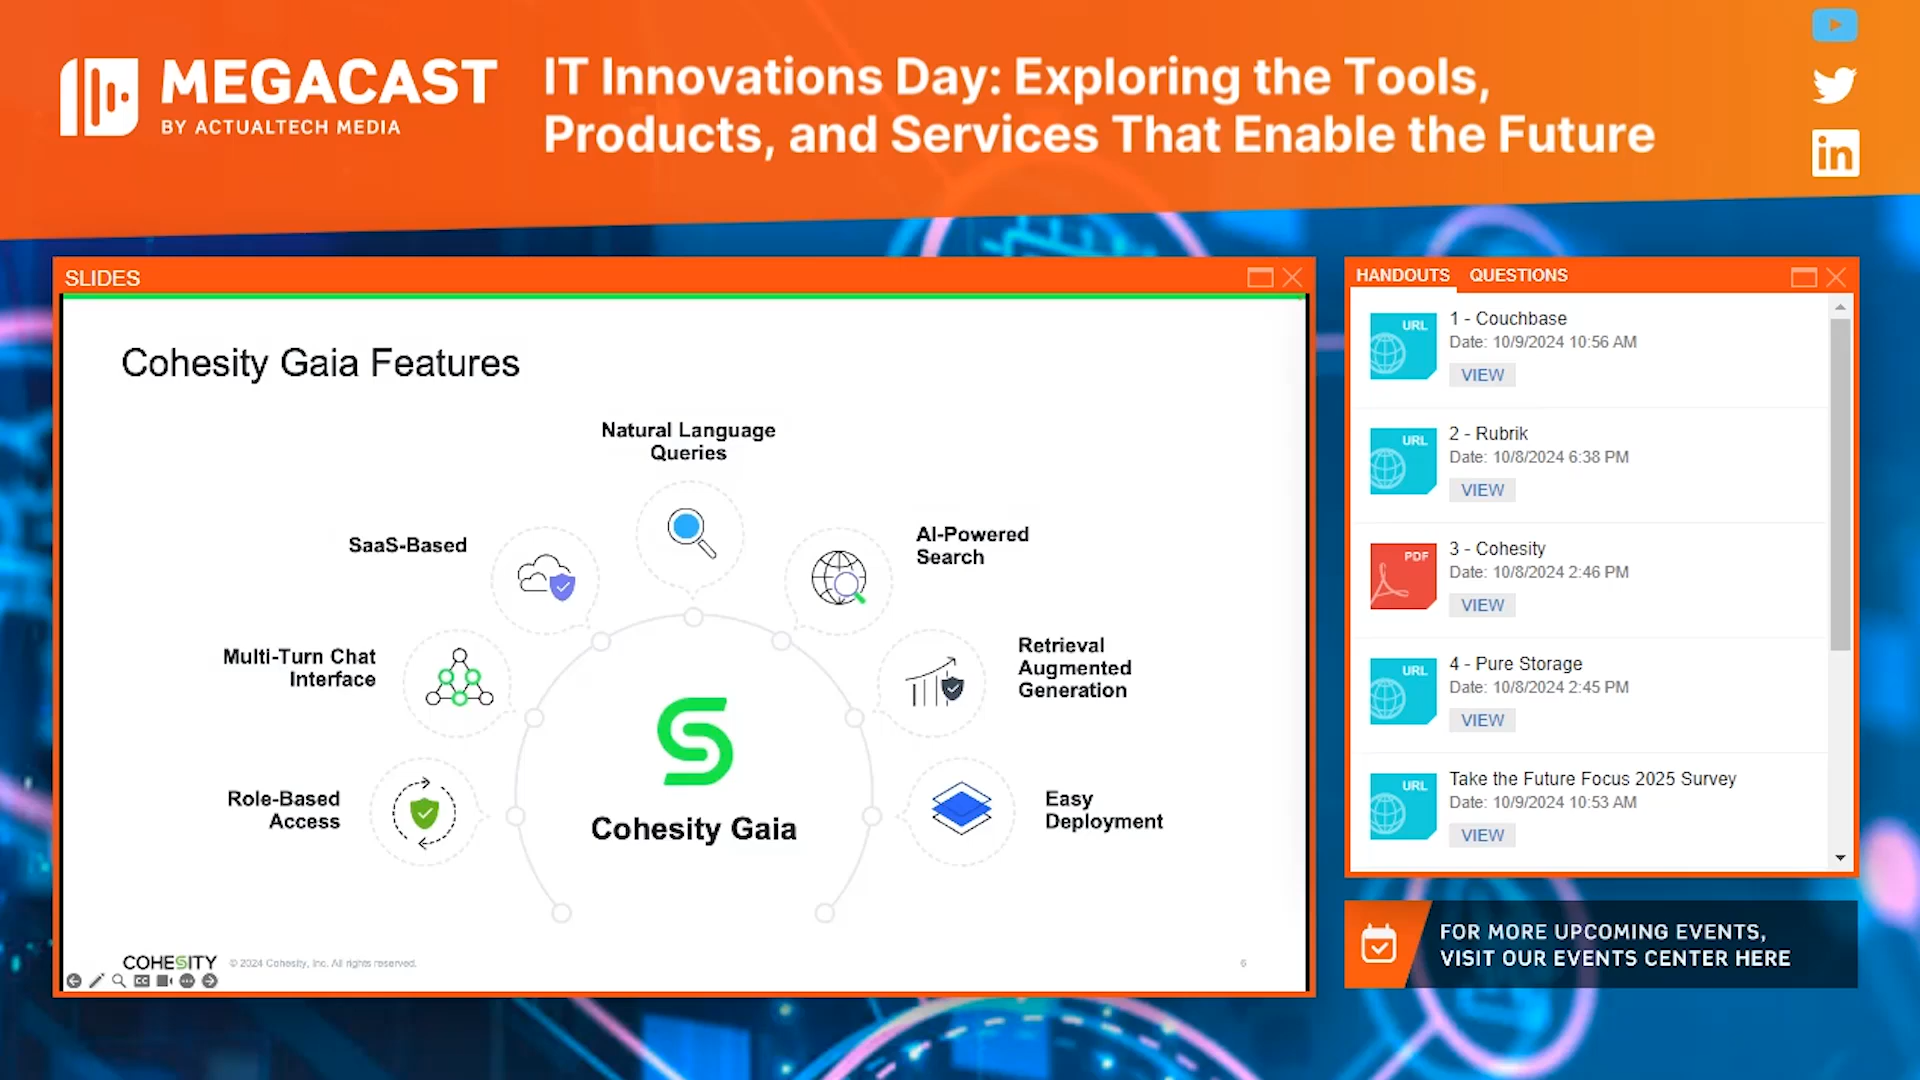 MEGACAST
BY ACTUALTECH MEDIA
IT Innovations Day: Exploring the Tools,
Products, and Services That Enable the Future
in
SLIDES
Cohesity Gaia Features
Natural Language
Queries
SaaS-Based
AI-Powered
Search
Multi-Turn Chat
Interface
Retrieval
Augmented
Generation
Role-Based
Access
Easy
Deployment
Cohesity Gaia
COHESITY
© 2024 Cohesity, Inc. All rights reserved.
6
CC
HANDOUTS
QUESTIONS
URL
1 - Couchbase
Date: 10/9/2024 10:56 AM
VIEW
URL
2 - Rubrik
Date: 10/8/2024 6:38 PM
VIEW
PDF
3 - Cohesity
Date: 10/8/2024 2:46 PM
VIEW
URL
4 - Pure Storage
Date: 10/8/2024 2:45 PM
VIEW
URL
Take the Future Focus 2025 Survey
Date: 10/9/2024 10:53 AM
VIEW
FOR MORE UPCOMING EVENTS,
VISIT OUR EVENTS CENTER HERE